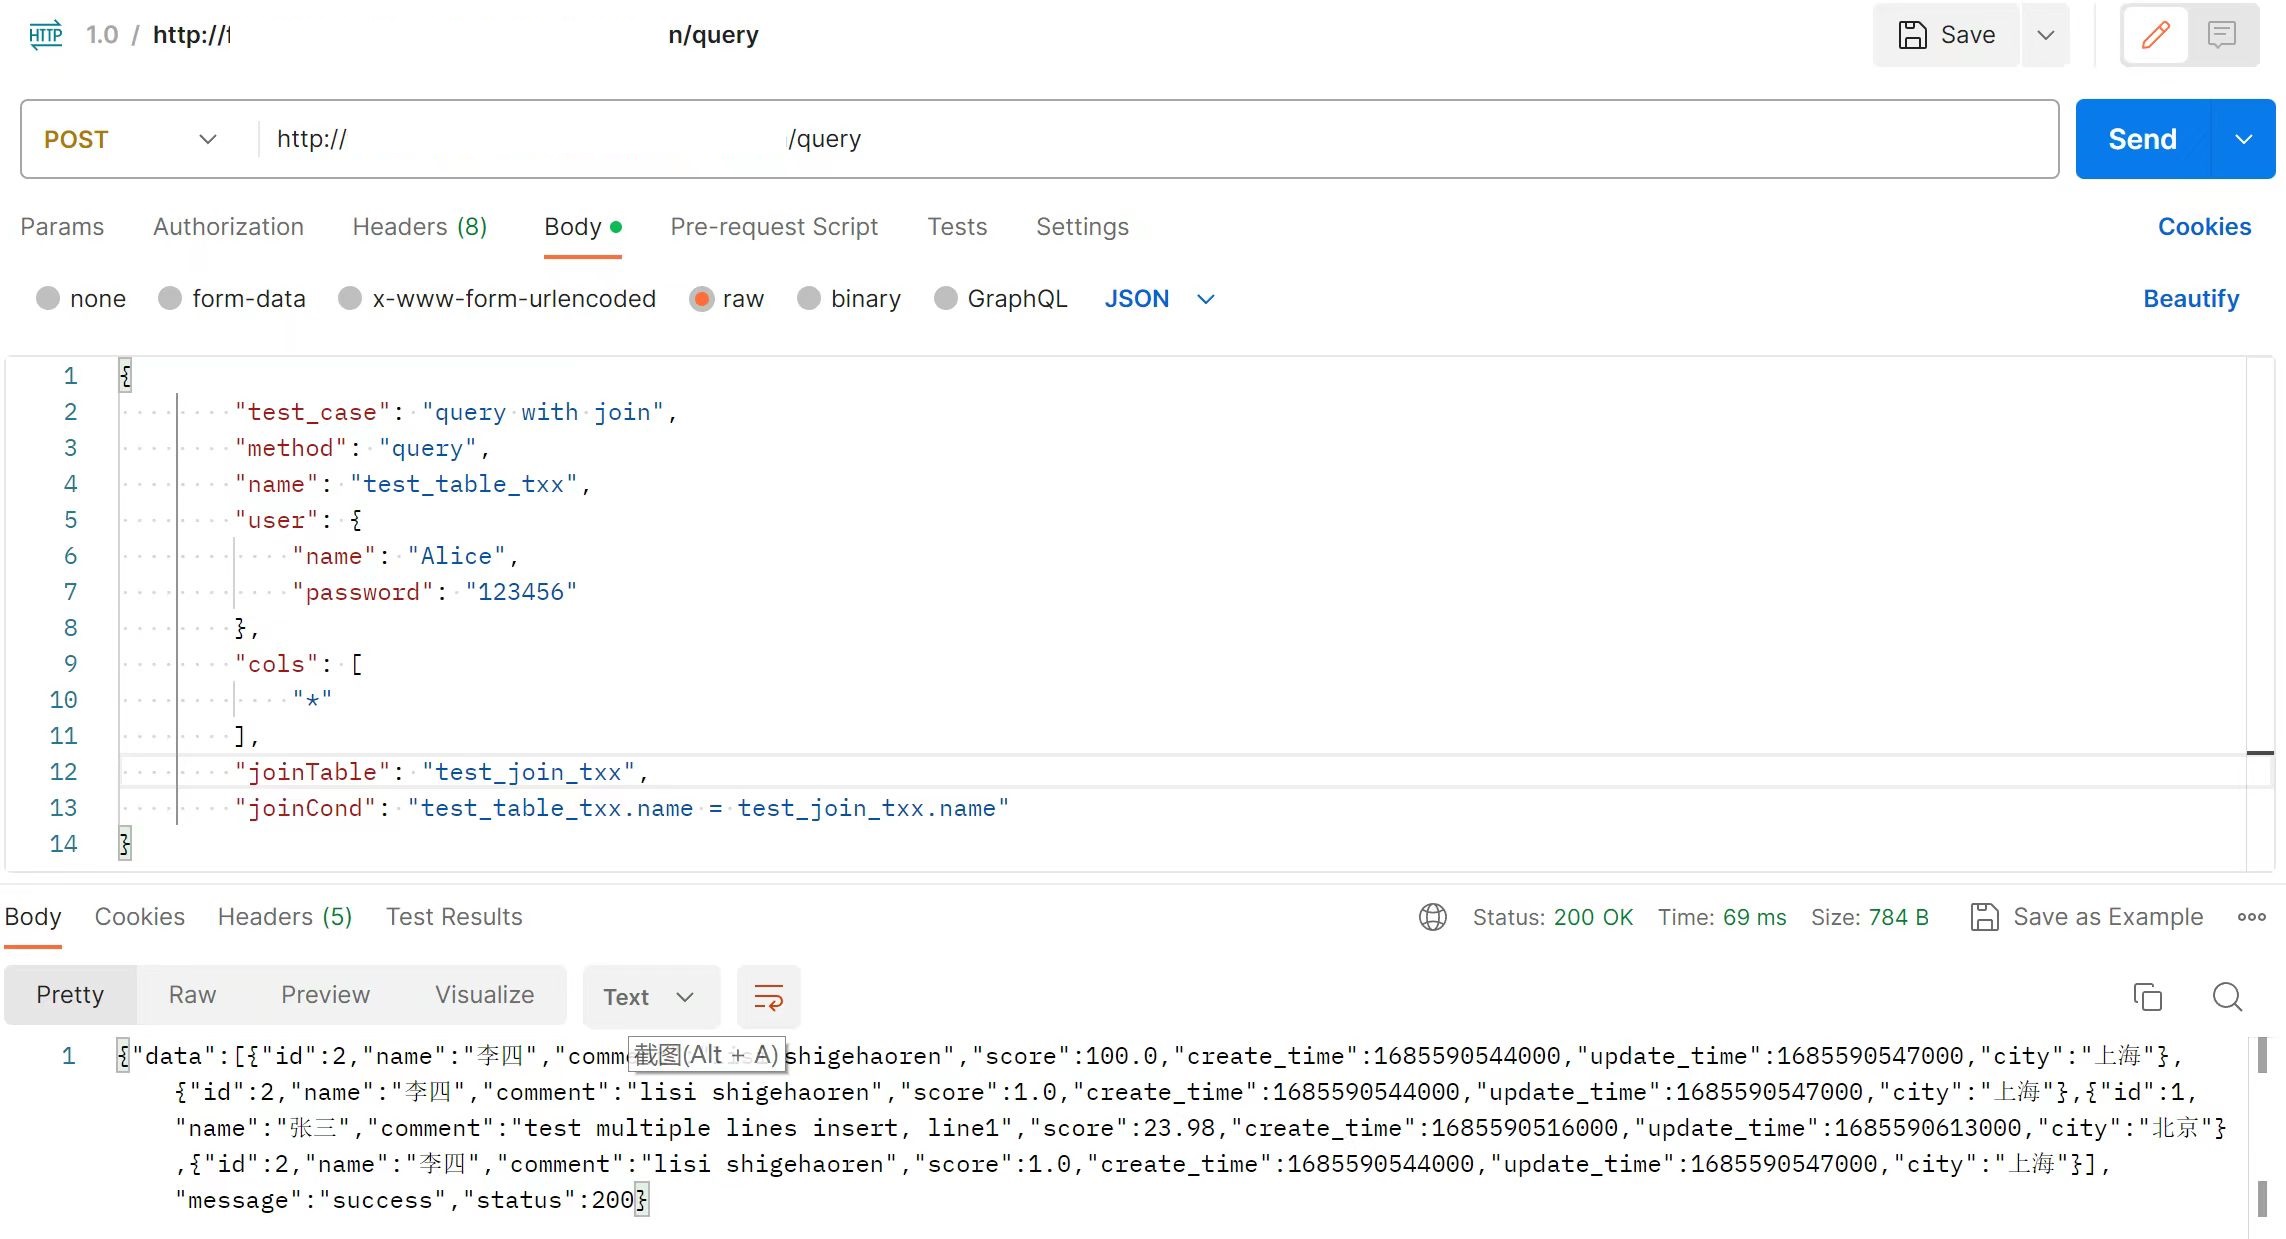 HTTP 1.0 / http:// n/query Save
POST http:// /query Send
Params Authorization Headers (8) Body Pre-request Script Tests Settings Cookies
none form-data x-www-form-urlencoded raw binary GraphQL JSON Beautify
1 {
2 "test_case": "query with join",
3 "method": "query",
4 "name": "test_table_txx",
5 "user": {
6 "name": "Alice",
7 "password": "123456"
8 },
9 "cols": [
10 "*"
11 ],
12 "joinTable": "test_join_txx",
13 "joinCond": "test_table_txx.name = test_join_txx.name"
14 }
Body Cookies Headers (5) Test Results Status: 200 OK Time: 69 ms Size: 784 B Save as Example
Pretty Raw Preview Visualize Text
截图(Alt + A)
1 {"data":[{"id":2,"name":"李四","comme shigehaoren","score":100.0,"create_time":1685590544000,"update_time":1685590547000,"city":"上海"},
{"id":2,"name":"李四","comment":"lisi shigehaoren","score":1.0,"create_time":1685590544000,"update_time":1685590547000,"city":"上海"},{"id":1,
"name":"张三","comment":"test multiple lines insert, line1","score":23.98,"create_time":1685590516000,"update_time":1685590613000,"city":"北京"}
,{"id":2,"name":"李四","comment":"lisi shigehaoren","score":1.0,"create_time":1685590544000,"update_time":1685590547000,"city":"上海"}],
"message":"success","status":200}